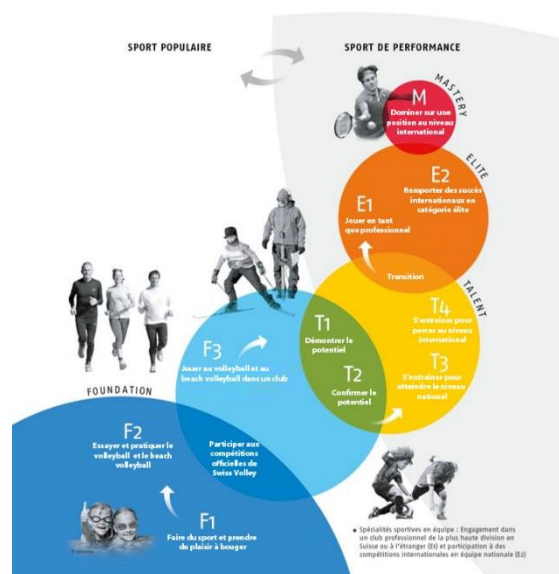 SPORT POPULAIRE
SPORT DE PERFORMANCE
MASTERY
M
Dominer sur une
position au niveau
international
ELITE
E2
Remporter des succès
internationaux en
catégorie élite
E1
Jouer en tant
que professionnel
Transition
TALENT
T4
S'entraîner pour
percer au niveau
international
T3
S'entraîner pour
atteindre le niveau
national
T1
Démontrer le
potentiel
T2
Confirmer le
potentiel
F3
Jouer au volleyball et au
beach volleyball dans un club
FOUNDATION
F2
Essayer et pratiquer le
volleyball et le beach
volleyball
Participer aux
compétitions
officielles de
Swiss Volley
F1
Faire du sport et prendre
du plaisir à bouger
Spécialités sportives en équipe : Engagement dans
un club professionnel de la plus haute division en
Suisse ou à l'étranger (E1) et participation à des
compétitions internationales en équipe nationale (E2)